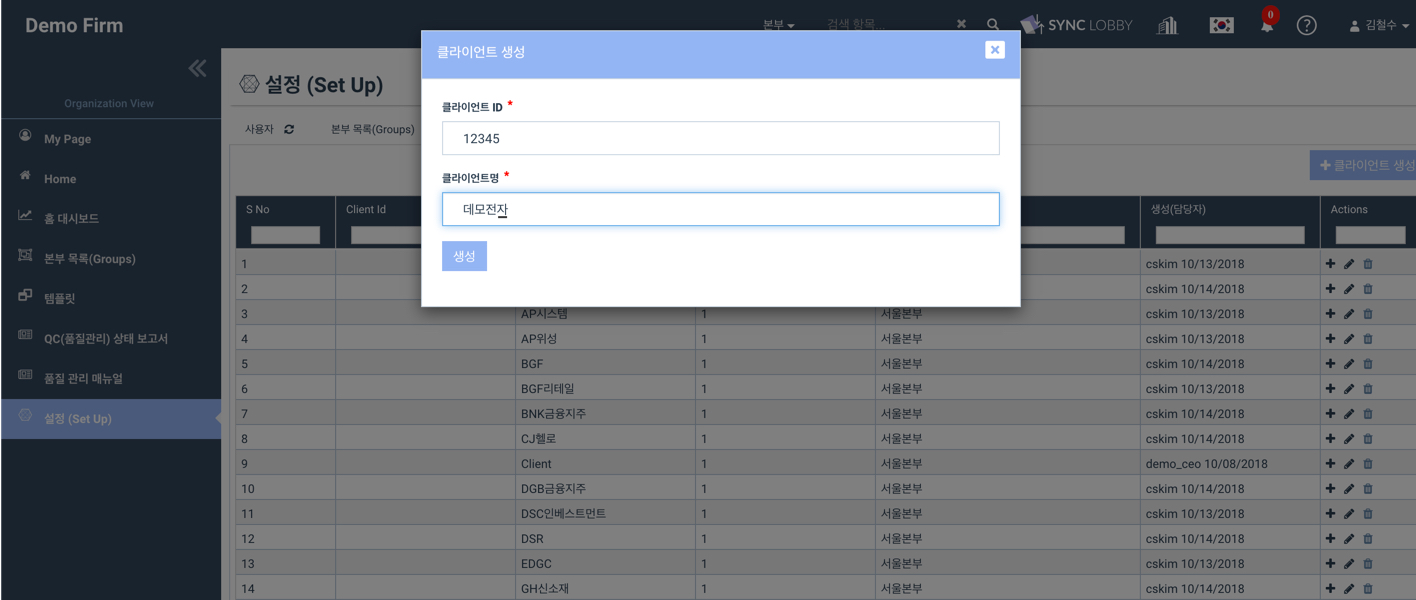 Demo Firm
본부
검색 항목...
SYNC LOBBY
0
김철수
Organization View
My Page
Home
홈 대시보드
본부 목록(Groups)
템플릿
QC(품질관리) 상태 보고서
품질 관리 매뉴얼
설정 (Set Up)
설정 (Set Up)
사용자
본부 목록(Groups)
클라이언트 생성
클라이언트 생성
클라이언트 ID *
12345
클라이언트명 *
데모전자
생성
S No Client Id 생성(담당자) Actions
1 cskim 10/13/2018
2 cskim 10/14/2018
3 AP시스템 1 서울본부 cskim 10/13/2018
4 AP위성 1 서울본부 cskim 10/13/2018
5 BGF 1 서울본부 cskim 10/14/2018
6 BGF리테일 1 서울본부 cskim 10/13/2018
7 BNK금융지주 1 서울본부 cskim 10/14/2018
8 CJ헬로 1 서울본부 cskim 10/14/2018
9 Client 1 서울본부 demo_ceo 10/08/2018
10 DGB금융지주 1 서울본부 cskim 10/14/2018
11 DSC인베스트먼트 1 서울본부 cskim 10/13/2018
12 DSR 1 서울본부 cskim 10/14/2018
13 EDGC 1 서울본부 cskim 10/13/2018
14 GH신소재 1 서울본부 cskim 10/14/2018